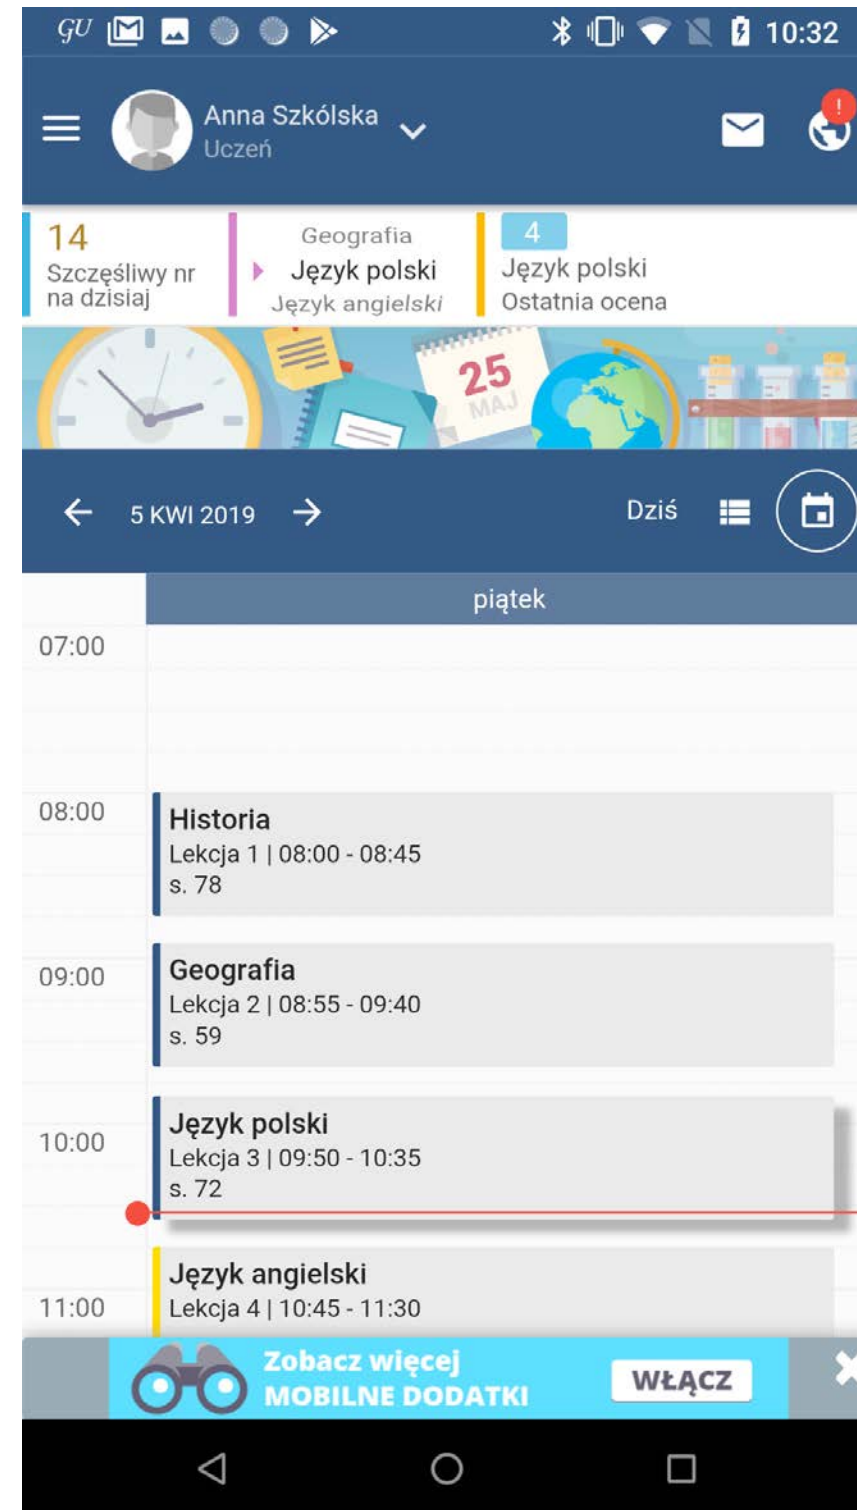 GU 10:32
Anna Szkólska
Uczeń
!
14
Szczęśliwy nr
na dzisiaj
Geografia
Język polski
Język angielski
4
Język polski
Ostatnia ocena
25
MAJ
5 KWI 2019
Dziś
piątek
07:00
08:00
Historia
Lekcja 1 | 08:00 - 08:45
s. 78
09:00
Geografia
Lekcja 2 | 08:55 - 09:40
s. 59
10:00
Język polski
Lekcja 3 | 09:50 - 10:35
s. 72
11:00
Język angielski
Lekcja 4 | 10:45 - 11:30
Zobacz więcej
MOBILNE DODATKI
WŁĄCZ